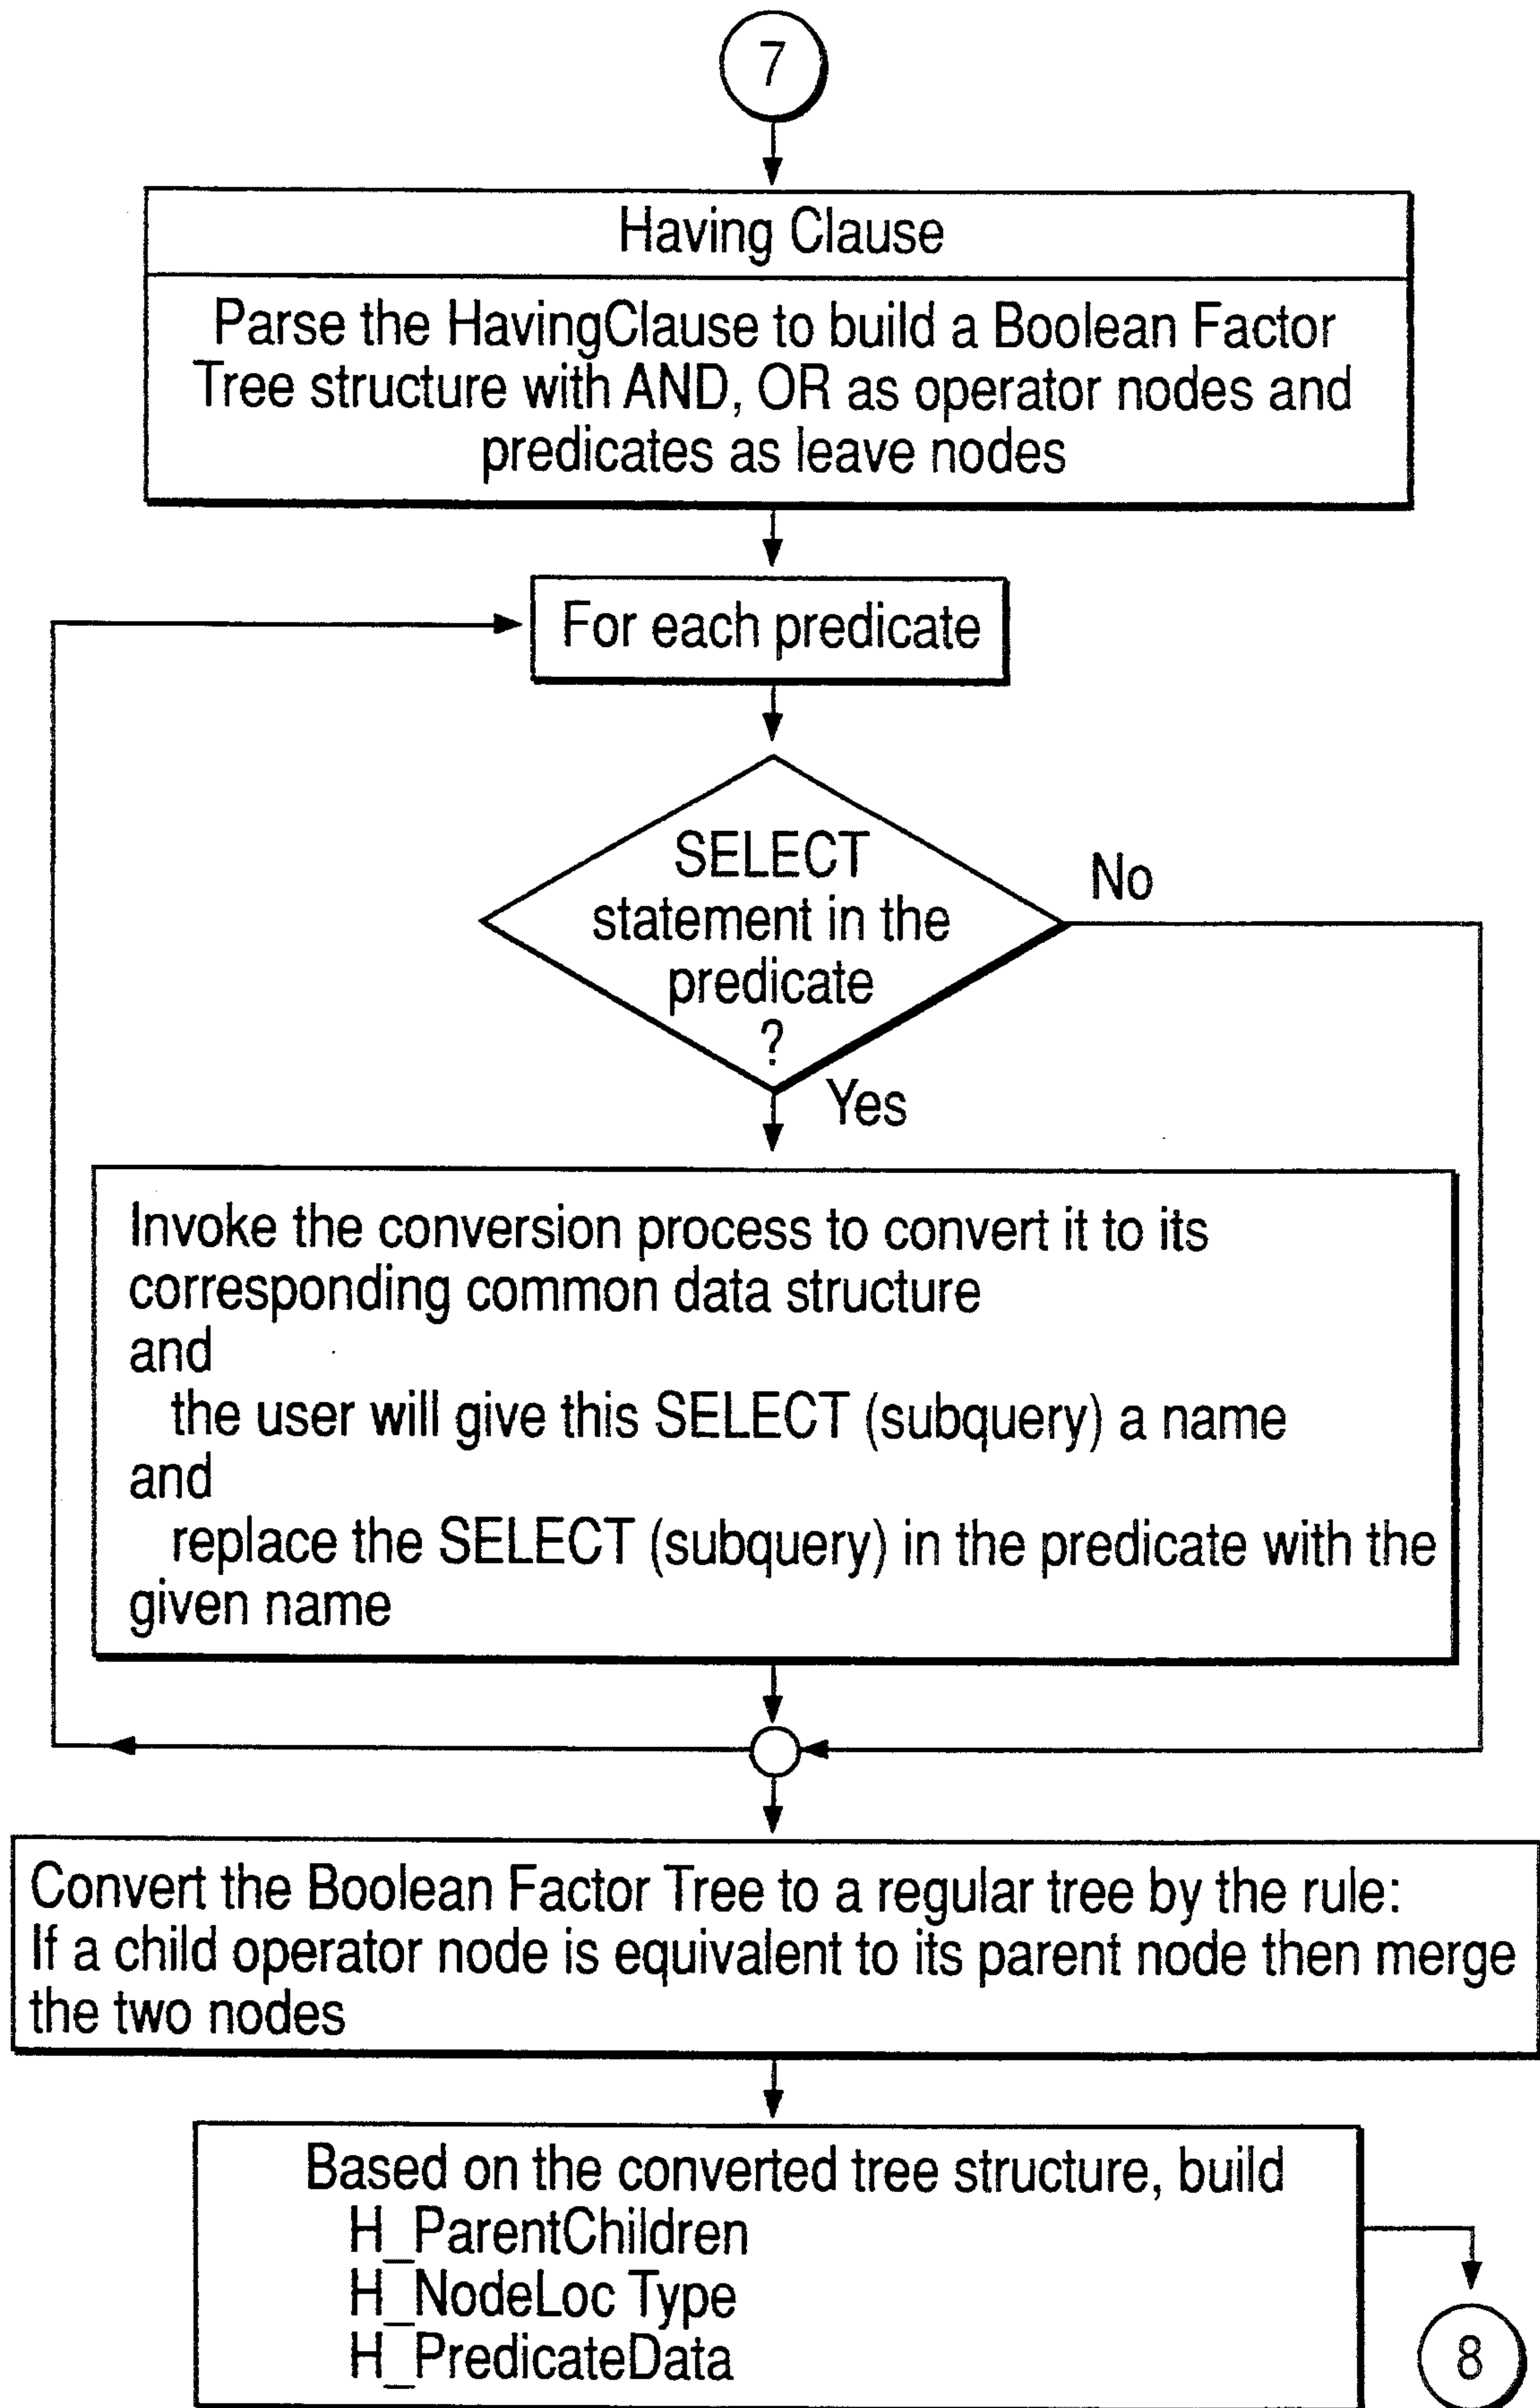 7
Having Clause
Parse the HavingClause to build a Boolean Factor
Tree structure with AND, OR as operator nodes and
predicates as leave nodes
For each predicate
SELECT
statement in the
predicate
?
No
Yes
Invoke the conversion process to convert it to its
corresponding common data structure
and
the user will give this SELECT (subquery) a name
and
replace the SELECT (subquery) in the predicate with the
given name
Convert the Boolean Factor Tree to a regular tree by the rule:
If a child operator node is equivalent to its parent node then merge
the two nodes
Based on the converted tree structure, build
H_ParentChildren
H_NodeLoc Type
H_PredicateData
8